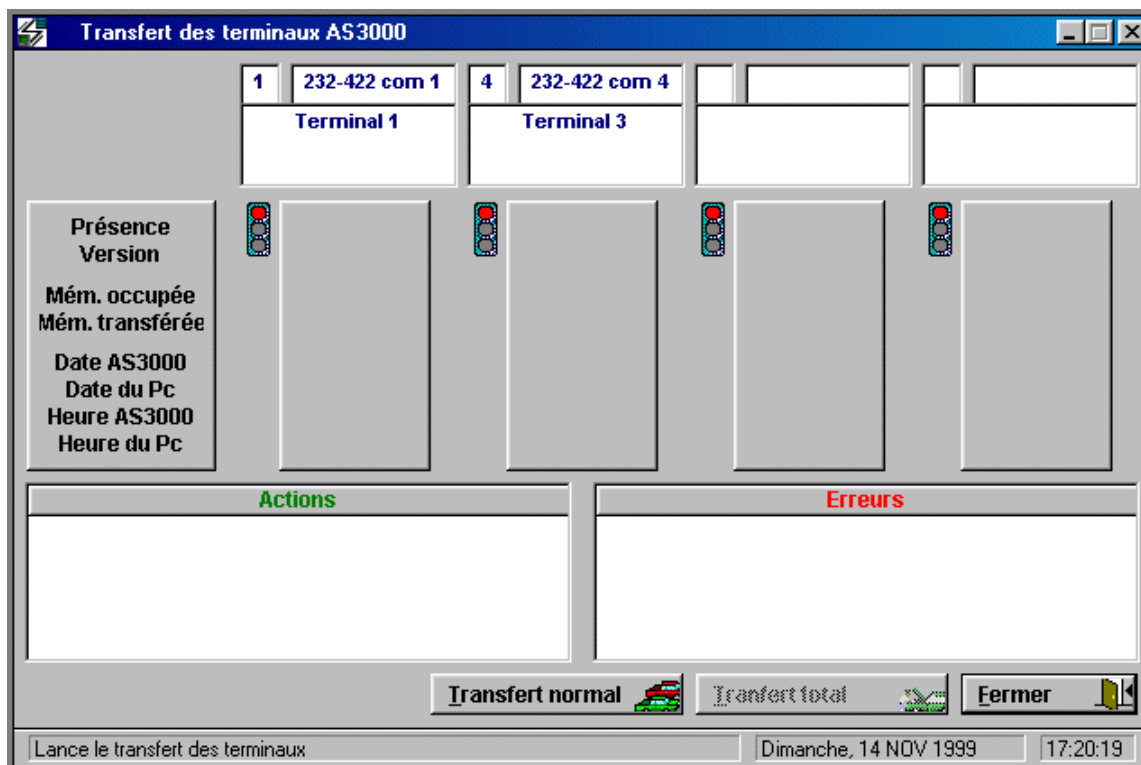 Transfert des terminaux AS3000
1 232-422 com 1 4 232-422 com 4
Terminal 1 Terminal 3
Présence
Version
Mém. occupée
Mém. transférée
Date AS3000
Date du Pc
Heure AS3000
Heure du Pc
Actions Erreurs
Transfert normal Tranfert total Fermer
Lance le transfert des terminaux Dimanche, 14 NOV 1999 17:20:19